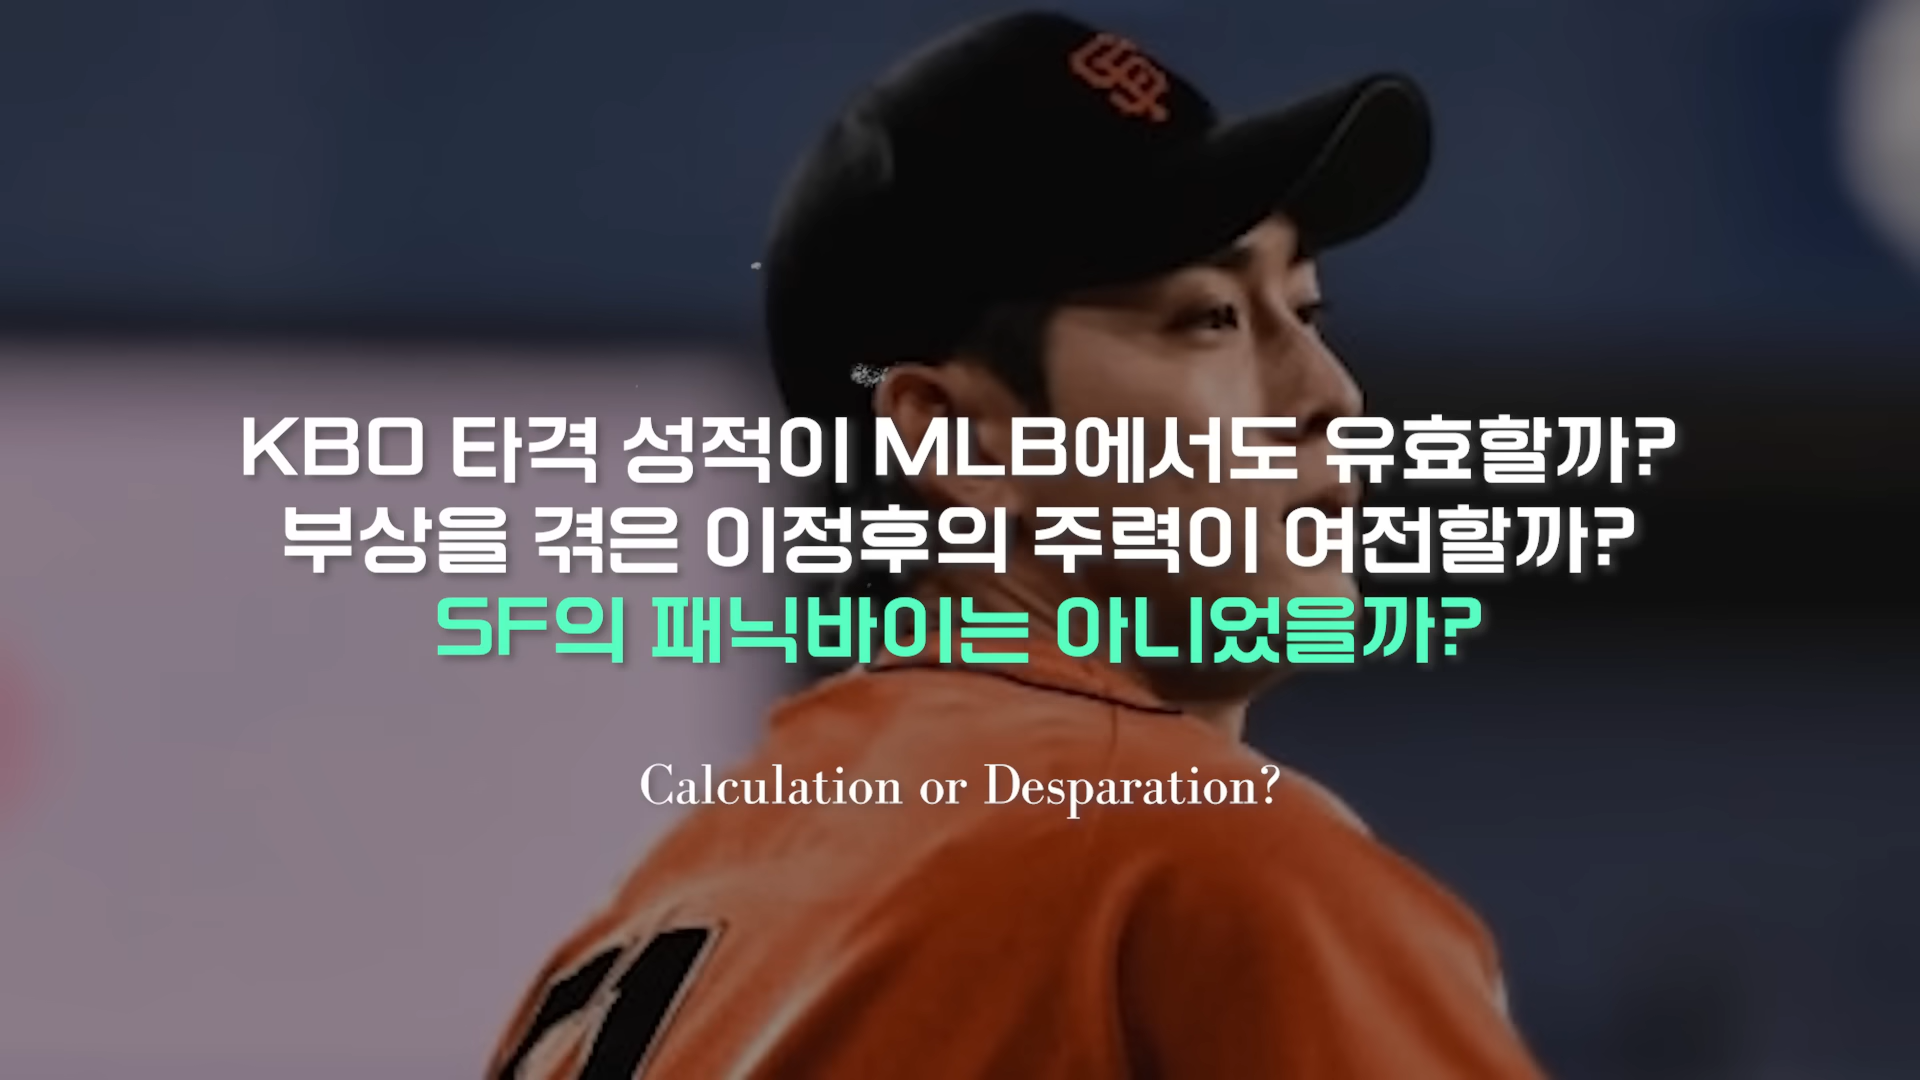 KBO 타격 성적이 MLB에서도 유효할까?
부상을 겪은 이정후의 주력이 여전할까?
SF의 패닉바이는 아니었을까?
Calculation or Desparation?